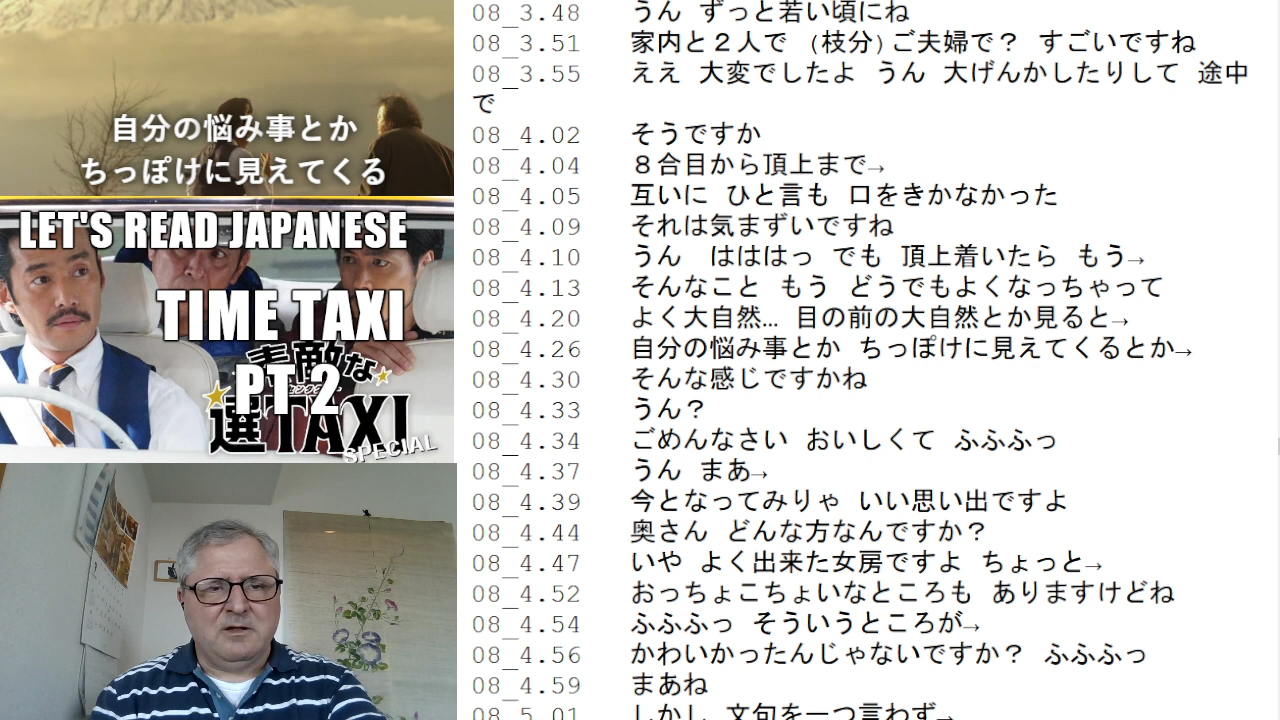 自分の悩み事とか
ちっぽけに見えてくる
LET'S READ JAPANESE
TIME TAXI
PT 2
素敵な
選TAXI
SPECIAL
08_3.48 うん ずっと若い頃にね
08_3.51 家内と２人で (枝分)ご夫婦で？ すごいですね
08_3.55 ええ 大変でしたよ うん 大げんかしたりして 途中
で
08_4.02 そうですか
08_4.04 ８合目から頂上まで→
08_4.05 互いに ひと言も 口をきかなかった
08_4.09 それは気まずいですね
08_4.10 うん はははっ でも 頂上着いたら もう→
08_4.13 そんなこと もう どうでもよくなっちゃって
08_4.20 よく大自然… 目の前の大自然とか見ると→
08_4.26 自分の悩み事とか ちっぽけに見えてくるとか→
08_4.30 そんな感じですかね
08_4.33 うん？
08_4.34 ごめんなさい おいしくて ふふふっ
08_4.37 うん まあ→
08_4.39 今となってみりゃ いい思い出ですよ
08_4.44 奥さん どんな方なんですか？
08_4.47 いや よく出来た女房ですよ ちょっと→
08_4.52 おっちょこちょいなところも ありますけどね
08_4.54 ふふふっ そういうところが→
08_4.56 かわいかったんじゃないですか？ ふふふっ
08_4.59 まあね
08_5.01 しかし 文句を一つ言わず→